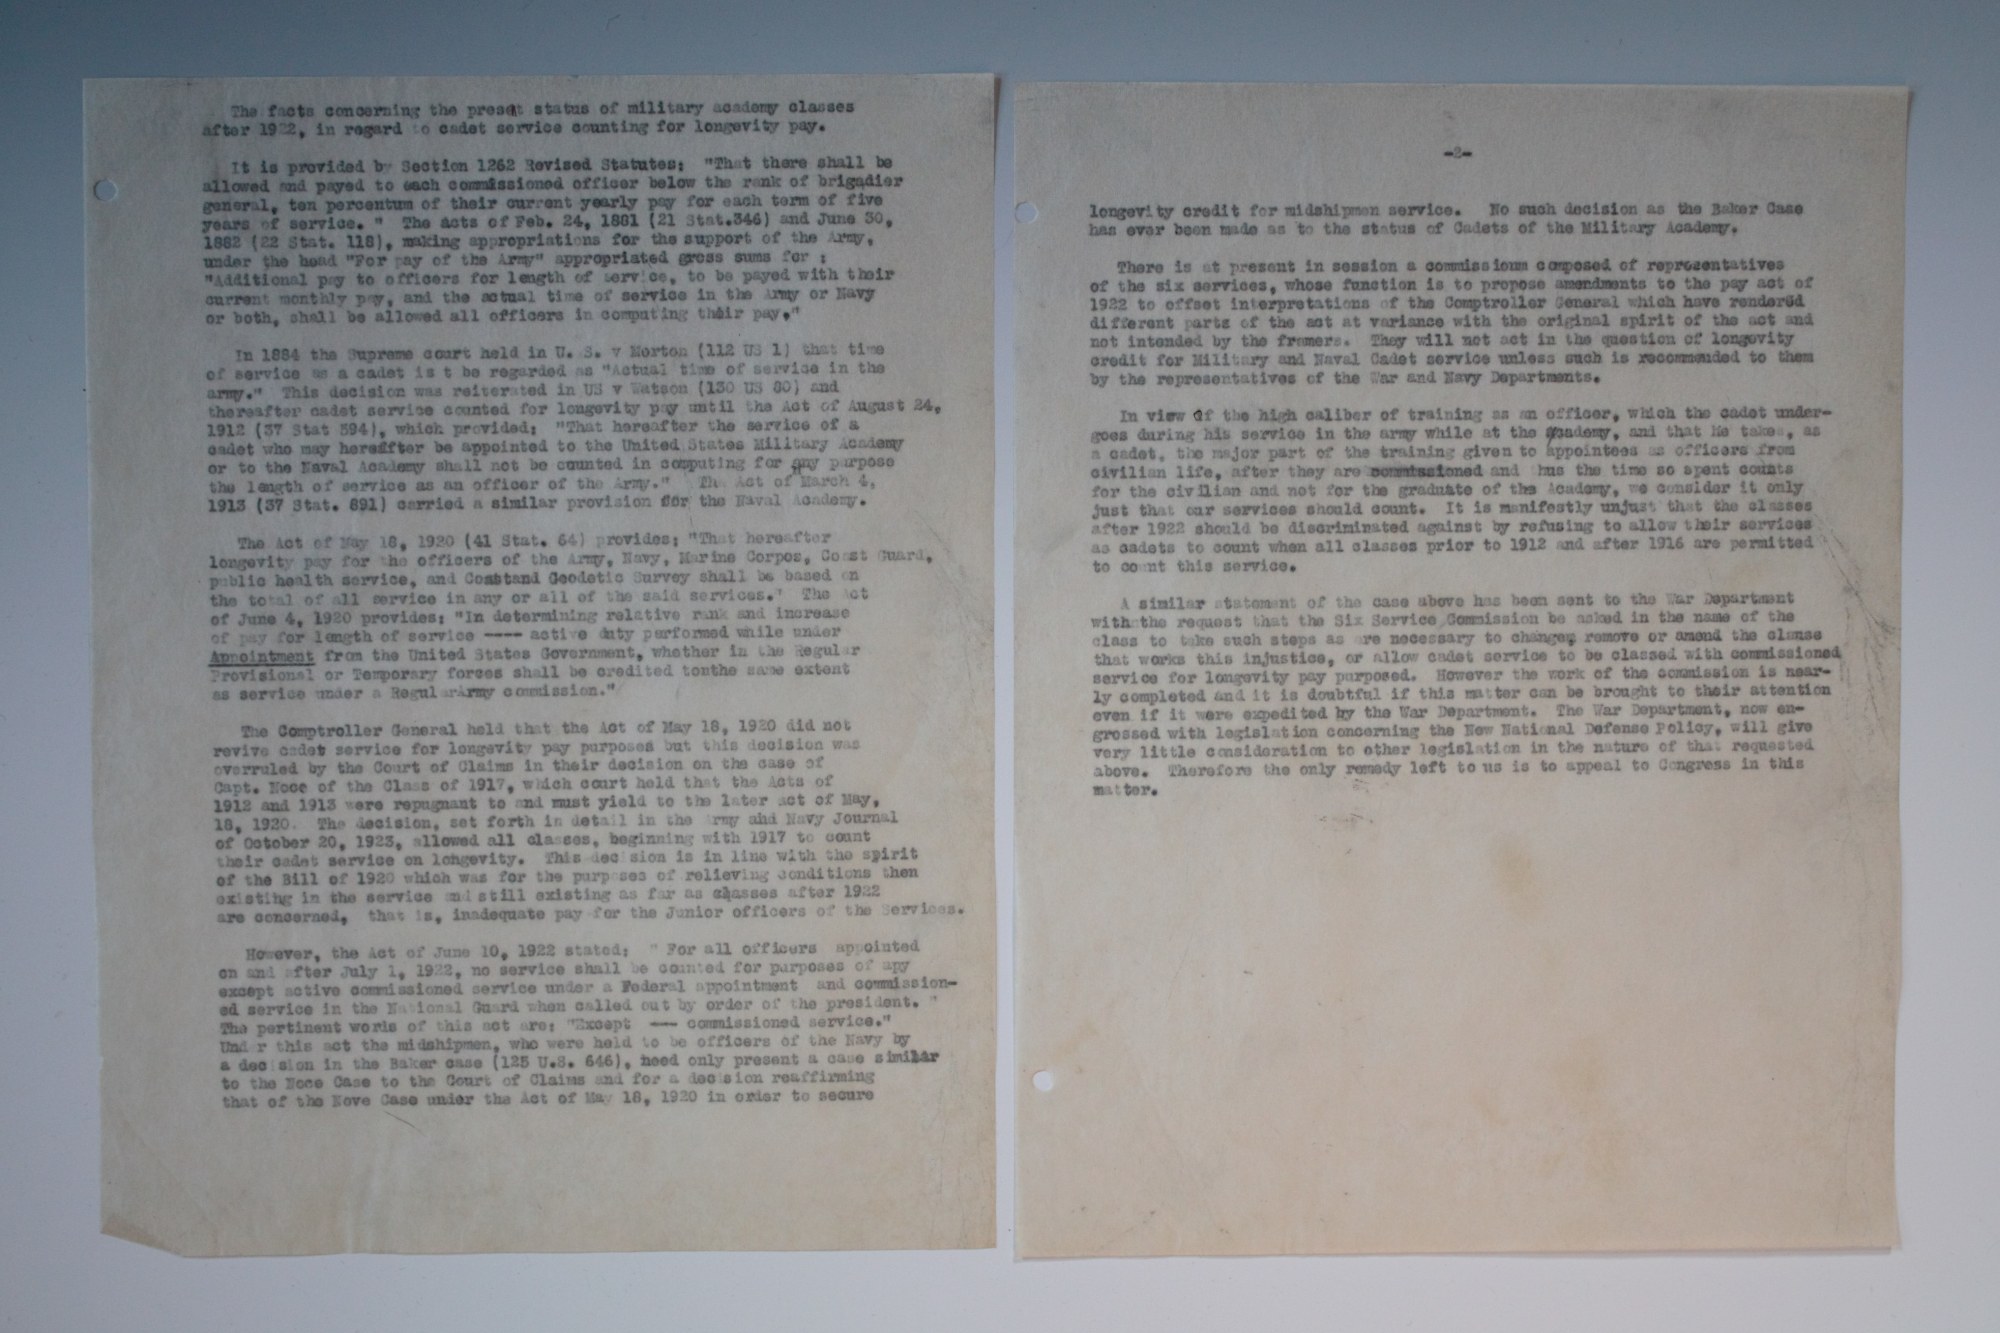 The facts concerning the present status of military academy classes
after 1922, in regard to cadet service counting for longevity pay.
It is provided by Section 1262 Revised Statutes; "That there shall be
allowed and payed to each commissioned officer below the rank of brigadier
general, ten percentum of their current yearly pay for each term of five
years of service. " The Acts of Feb. 24, 1881 (21 Stat.346) and June 30,
1882 (22 Stat. 118), making appropriations for the support of the Army,
under the head "For pay of the Army" appropriated gross sums for :
"Additional pay to officers for length of service, to be payed with their
current monthly pay, and the actual time of service in the Army or Navy
or both, shall be allowed all officers in computing their pay."
In 1884 the Supreme court held in U. S. v Morton (112 US 1) that time
of service as a cadet is t be regarded as "Actual time of service in the
army." This decision was reiterated in US v Watson (130 US 80) and
thereafter cadet service counted for longevity pay until the Act of August 24,
1912 (37 Stat 594), which provided; "That hereafter the service of a
cadet who may hereafter be appointed to the United States Military Academy
or to the Naval Academy shall not be counted in computing for any purpose
the length of service as an officer of the Army." The Act of March 4,
1913 (37 Stat. 891) carried a similar provision for the Naval Academy.
The Act of May 18, 1920 (41 Stat. 64) provides; "That hereafter
longevity pay for the officers of the Army, Navy, Marine Corpos, Coast Guard,
public health service, and Coastand Geodetic Survey shall be based on
the total of all service in any or all of the said services." The Act
of June 4, 1920 provides; "In determining relative rank and increase
of pay for length of service ---- active duty performed while under
Appointment from the United States Government, whether in the Regular
Provisional or Temporary forces shall be credited tonthe same extent
as service under a RegularArmy commission."
The Comptroller General held that the Act of May 18, 1920 did not
revive cadet service for longevity pay purposes but this decision was
overruled by the Court of Claims in their decision on the case of
Capt. Noce of the Class of 1917, which court held that the Acts of
1912 and 1913 were repugnant to and must yield to the later act of May,
18, 1920. The decision, set forth in detail in the Army and Navy Journal
of October 20, 1923, allowed all classes, beginning with 1917 to count
their cadet service on longevity. This decision is in line with the spirit
of the Bill of 1920 which was for the purposes of relieving conditions then
existing in the service and still existing as far as classes after 1922
are concerned, that is, inadequate pay for the Junior officers of the Services.
However, the Act of June 10, 1922 stated; " For all officers appointed
on and after July 1, 1922, no service shall be counted for purposes of apy
except active commissioned service under a Federal appointment and commission-
ed service in the National Guard when called out by order of the president. "
The pertinent words of this act are; "Except --- commissioned service."
Under this act the midshipmen, who were held to be officers of the Navy by
a decision in the Baker case (125 U.S. 646), need only present a case similar
to the Noce Case to the Court of Claims and for a decision reaffirming
that of the Nove Case under the Act of May 18, 1920 in order to secure
-2-
longevity credit for midshipmen service. No such decision as the Baker Case
has ever been made as to the status of Cadets of the Military Academy.
There is at present in session a commissionm composed of representatives
of the six services, whose function is to propose amendments to the pay act of
1922 to offset interpretations of the Comptroller General which have renderdd
different parts of the act at variance with the original spirit of the act and
not intended by the framers. They will not act in the question of longevity
credit for Military and Naval Cadet service unless such is recommended to them
by the representatives of the War and Navy Departments.
In view of the high caliber of training as an officer, which the cadet under-
goes during his service in the army while at the academy, and that he takes, as
a cadet, the major part of the training given to appointees as officers from
civilian life, after they are commissioned and thus the time so spent counts
for the civilian and not for the graduate of the Academy, we consider it only
just that our services should count. It is manifestly unjust that the classes
after 1922 should be discriminated against by refusing to allow their services
as cadets to count when all classes prior to 1912 and after 1916 are permitted
to count this service.
A similar statement of the case above has been sent to the War Department
withethe request that the Six Service Commission be asked in the name of the
class to take such steps as are necessary to change, remove or amend the clause
that works this injustice, or allow cadet service to be classed with commissioned
service for longevity pay purposed. However the work of the commission is near-
ly completed and it is doubtful if this matter can be brought to their attention
even if it were expedited by the War Department. The War Department, now en-
grossed with legislation concerning the New National Defense Policy, will give
very little consideration to other legislation in the nature of that requested
above. Therefore the only remedy left to us is to appeal to Congress in this
matter.